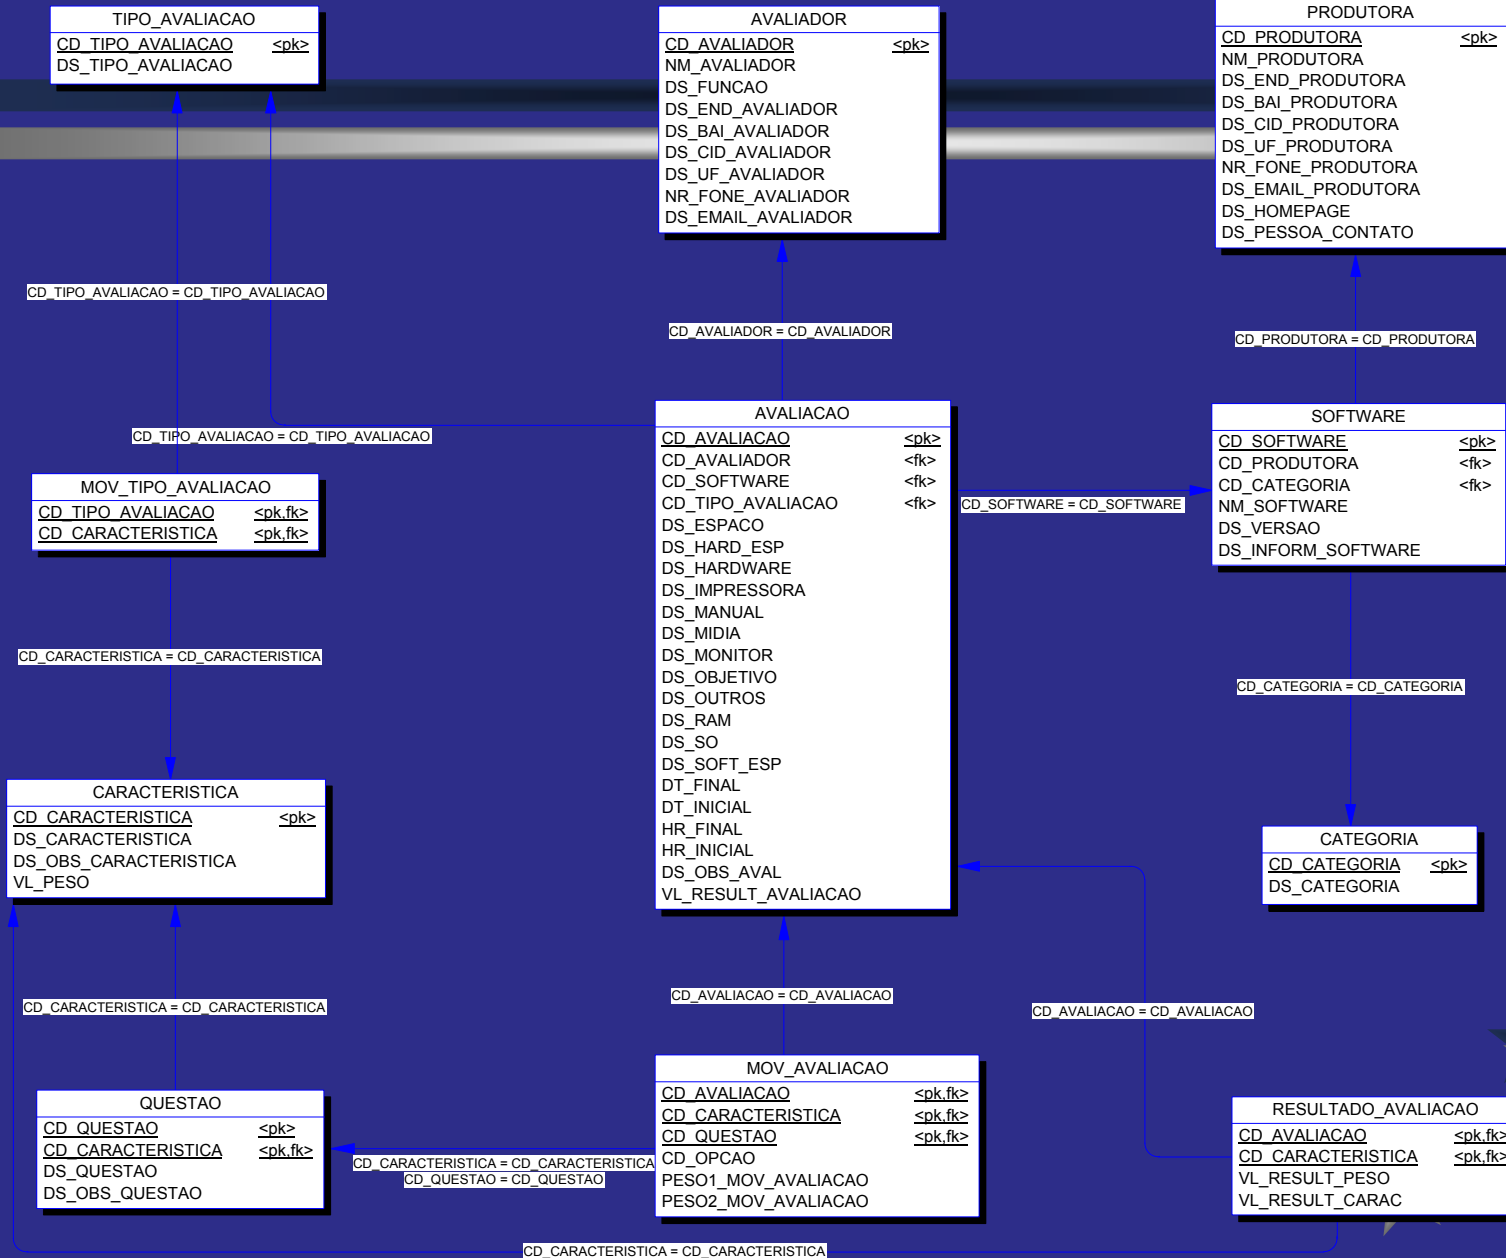 TIPO_AVALIACAO
CD_TIPO_AVALIACAO <pk>
DS_TIPO_AVALIACAO
AVALIADOR
CD_AVALIADOR <pk>
NM_AVALIADOR
DS_FUNCAO
DS_END_AVALIADOR
DS_BAI_AVALIADOR
DS_CID_AVALIADOR
DS_UF_AVALIADOR
NR_FONE_AVALIADOR
DS_EMAIL_AVALIADOR
PRODUTORA
CD_PRODUTORA <pk>
NM_PRODUTORA
DS_END_PRODUTORA
DS_BAI_PRODUTORA
DS_CID_PRODUTORA
DS_UF_PRODUTORA
NR_FONE_PRODUTORA
DS_EMAIL_PRODUTORA
DS_HOMEPAGE
DS_PESSOA_CONTATO
CD_TIPO_AVALIACAO = CD_TIPO_AVALIACAO
CD_AVALIADOR = CD_AVALIADOR
CD_PRODUTORA = CD_PRODUTORA
CD_TIPO_AVALIACAO = CD_TIPO_AVALIACAO
MOV_TIPO_AVALIACAO
CD_TIPO_AVALIACAO <pk,fk>
CD_CARACTERISTICA <pk,fk>
AVALIACAO
CD_AVALIACAO <pk>
CD_AVALIADOR <fk>
CD_SOFTWARE <fk>
CD_TIPO_AVALIACAO <fk>
DS_ESPACO
DS_HARD_ESP
DS_HARDWARE
DS_IMPRESSORA
DS_MANUAL
DS_MIDIA
DS_MONITOR
DS_OBJETIVO
DS_OUTROS
DS_RAM
DS_SO
DS_SOFT_ESP
DT_FINAL
DT_INICIAL
HR_FINAL
HR_INICIAL
DS_OBS_AVAL
VL_RESULT_AVALIACAO
CD_SOFTWARE = CD_SOFTWARE
SOFTWARE
CD_SOFTWARE <pk>
CD_PRODUTORA <fk>
CD_CATEGORIA <fk>
NM_SOFTWARE
DS_VERSAO
DS_INFORM_SOFTWARE
CD_CARACTERISTICA = CD_CARACTERISTICA
CD_CATEGORIA = CD_CATEGORIA
CARACTERISTICA
CD_CARACTERISTICA <pk>
DS_CARACTERISTICA
DS_OBS_CARACTERISTICA
VL_PESO
CATEGORIA
CD_CATEGORIA <pk>
DS_CATEGORIA
CD_CARACTERISTICA = CD_CARACTERISTICA
CD_AVALIACAO = CD_AVALIACAO
CD_AVALIACAO = CD_AVALIACAO
QUESTAO
CD_QUESTAO <pk>
CD_CARACTERISTICA <pk,fk>
DS_QUESTAO
DS_OBS_QUESTAO
CD_CARACTERISTICA = CD_CARACTERISTICA
CD_QUESTAO = CD_QUESTAO
MOV_AVALIACAO
CD_AVALIACAO <pk,fk>
CD_CARACTERISTICA <pk,fk>
CD_QUESTAO <pk,fk>
CD_OPCAO
PESO1_MOV_AVALIACAO
PESO2_MOV_AVALIACAO
RESULTADO_AVALIACAO
CD_AVALIACAO <pk,fk>
CD_CARACTERISTICA <pk,fk>
VL_RESULT_PESO
VL_RESULT_CARAC
CD_CARACTERISTICA = CD_CARACTERISTICA